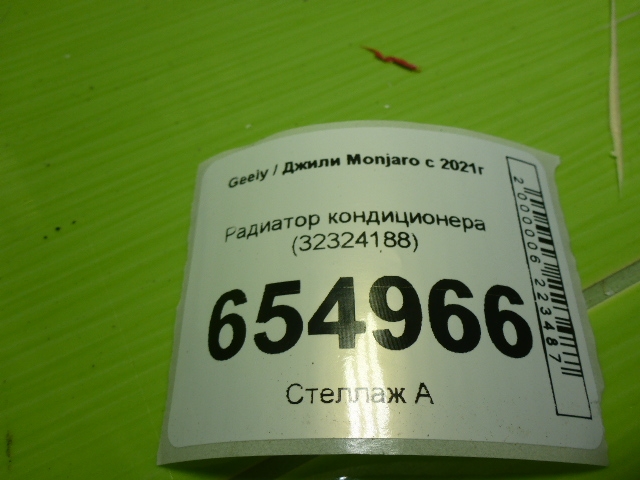 Geely / Джили Monjaro с 2021г
Радиатор кондиционера
(32324188)
654966
Стеллаж А
2000006223487